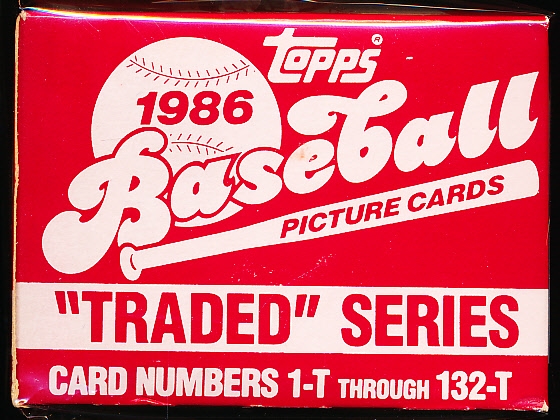 TOPPS®
1986
Baseball
PICTURE CARDS
"TRADED" SERIES
CARD NUMBERS 1-T THROUGH 132-T